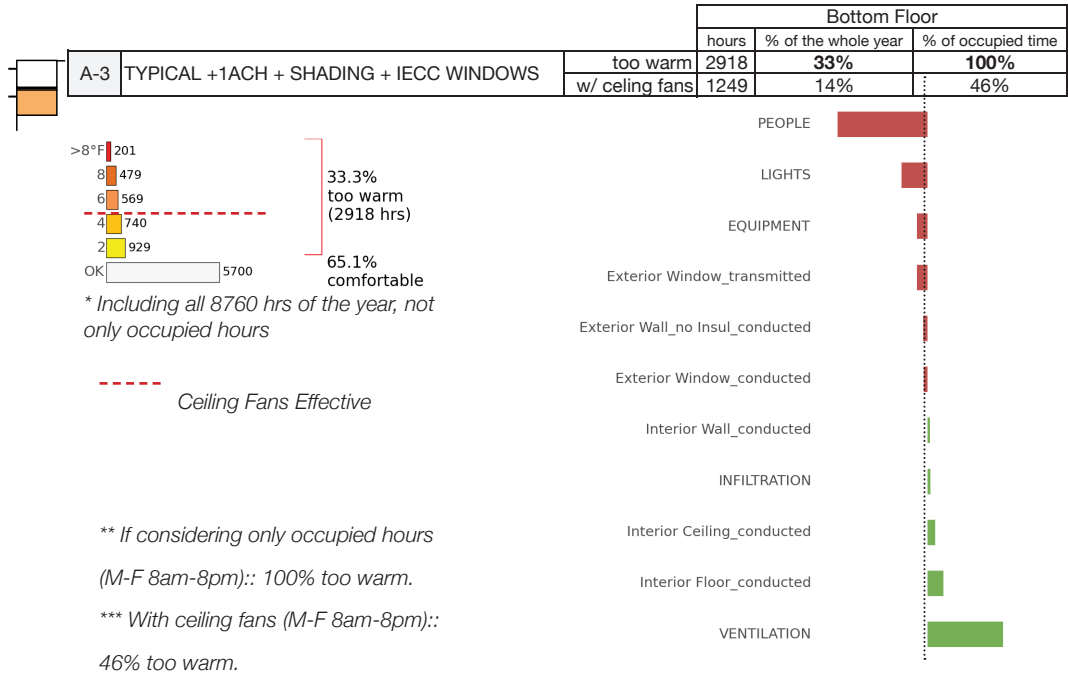 Bottom Floor
hours % of the whole year % of occupied time
A-3 TYPICAL +1ACH + SHADING + IECC WINDOWS
too warm 2918 33% 100%
w/ celing fans 1249 14% 46%
>8°F 201
8 479
6 569
4 740
2 929
OK 5700
33.3%
too warm
(2918 hrs)
65.1%
comfortable
* Including all 8760 hrs of the year, not
only occupied hours
Ceiling Fans Effective
** If considering only occupied hours
(M-F 8am-8pm):: 100% too warm.
*** With ceiling fans (M-F 8am-8pm)::
46% too warm.
PEOPLE
LIGHTS
EQUIPMENT
Exterior Window_transmitted
Exterior Wall_no Insul_conducted
Exterior Window_conducted
Interior Wall_conducted
INFILTRATION
Interior Ceiling_conducted
Interior Floor_conducted
VENTILATION